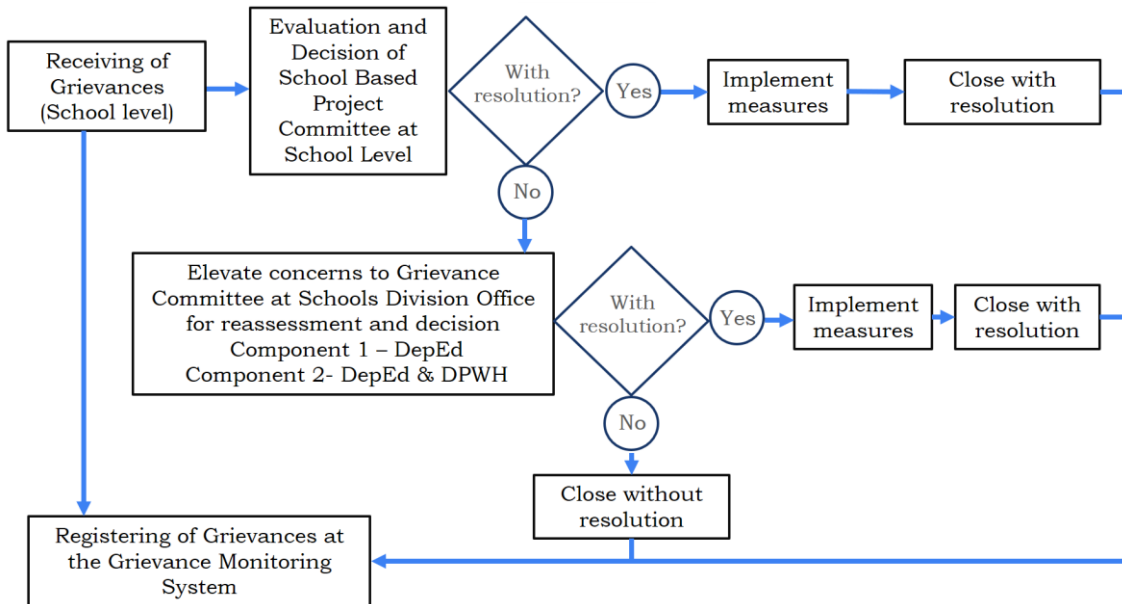 Receiving of
Grievances
(School level)
Evaluation and
Decision of
School Based
Project
Committee at
School Level
With
resolution?
Yes
Implement
measures
Close with
resolution
No
Elevate concerns to Grievance
Committee at Schools Division Office
for reassessment and decision
Component 1 – DepEd
Component 2- DepEd & DPWH
With
resolution?
Yes
Implement
measures
Close with
resolution
No
Close without
resolution
Registering of Grievances at
the Grievance Monitoring
System